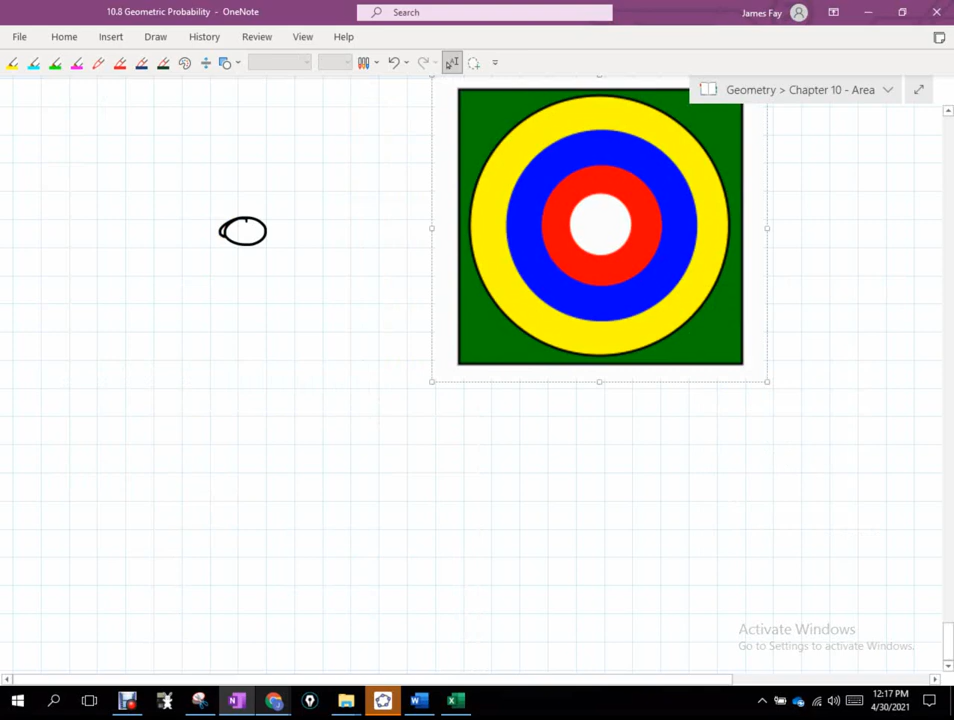 10.8 Geometric Probability - OneNote
Search
James Fay
File Home Insert Draw History Review View Help
Geometry > Chapter 10 - Area
Activate Windows
Go to Settings to activate Windows.
12:17 PM
4/30/2021